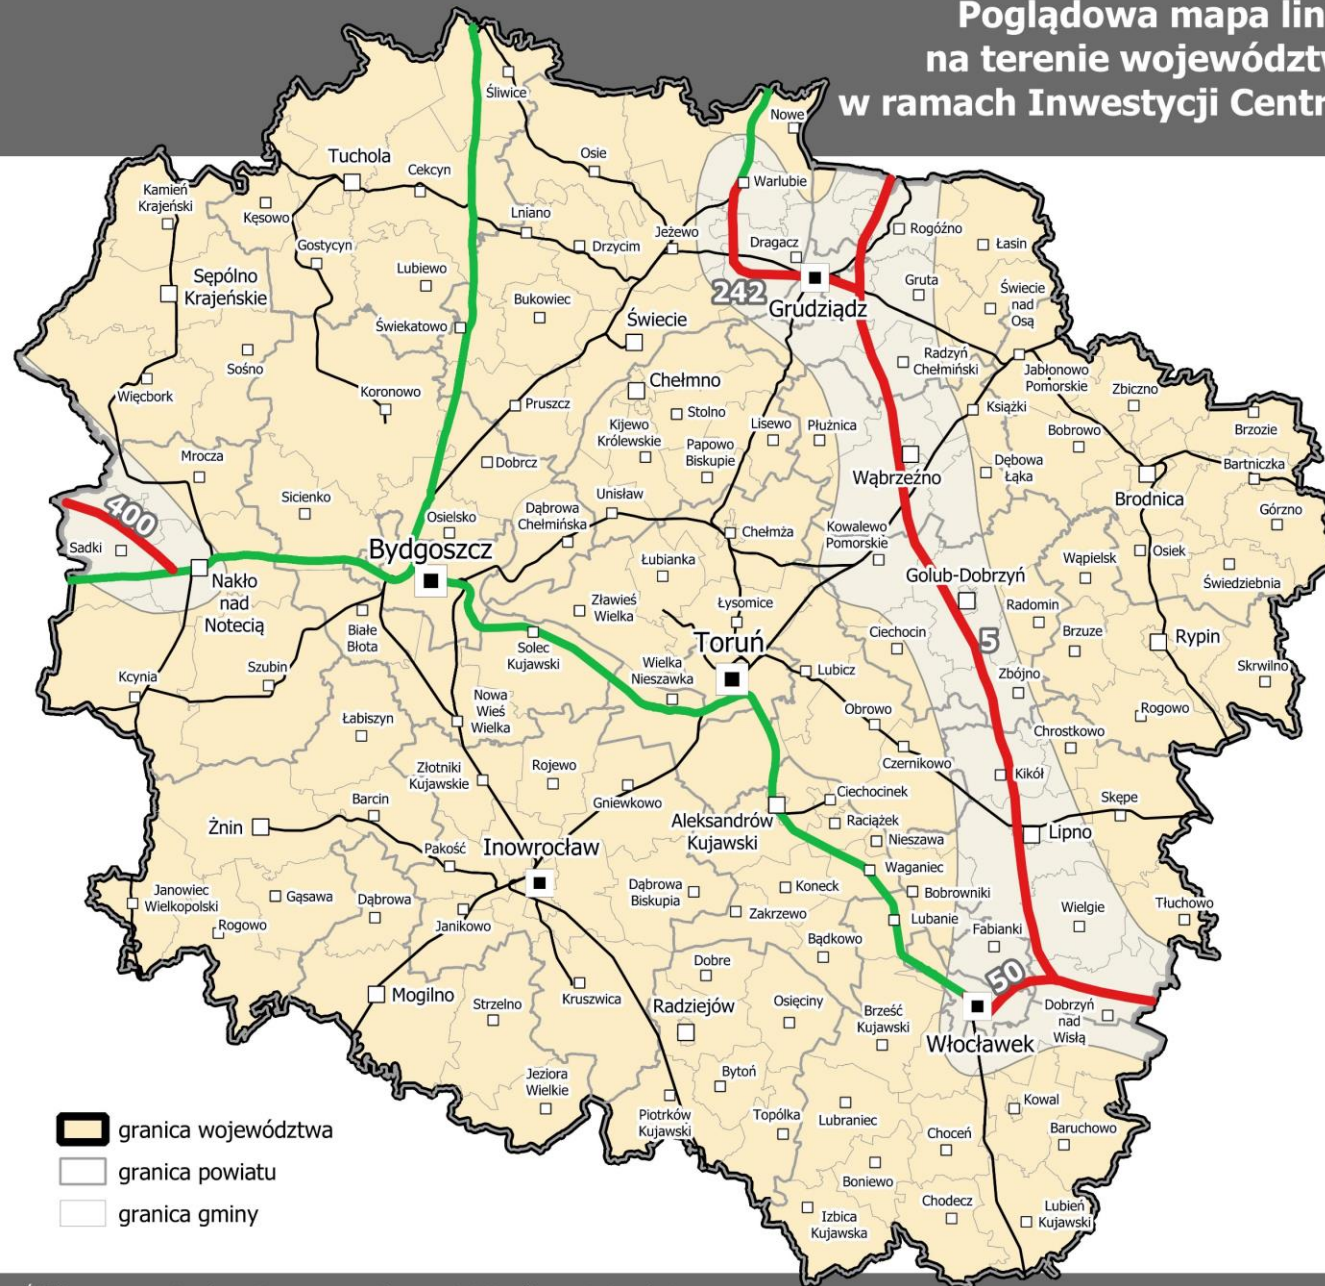 Poglądowa mapa lin
na terenie województw
w ramach Inwestycji Centr
Śliwice
Nowe
Tuchola
Cekcyn
Osie
Warlubie
Kamień
Krajeński
Kęsowo
Gostycyn
Lniano
Drzycim
Jeżewo
Dragacz
Rogóźno
Łasin
Sępólno
Krajeńskie
Lubiewo
Bukowiec
242
Grudziądz
Gruta
Świecie
nad
Osą
Świekatowo
Świecie
Sośno
Radzyń
Chełmiński
Jabłonowo
Pomorskie
Zbiczno
Więcbork
Koronowo
Pruszcz
Chełmno
Stolno
Kijewo
Królewskie
Papowo
Biskupie
Lisewo
Płużnica
Książki
Bobrowo
Brzozie
Mrocza
Dobrcz
Wąbrzeźno
Dębowa
Łąka
Bartniczka
Brodnica
Sicienko
Unisław
Górzno
400
Osielsko
Dąbrowa
Chełmińska
Chełmża
Kowalewo
Pomorskie
Sadki
Bydgoszcz
Łubianka
Wąpielsk
Osiek
Świedziebnia
Nakło
nad
Notecią
Golub-Dobrzyń
Zławieś
Wielka
Łysomice
Radomin
Białe
Błota
Solec
Kujawski
Toruń
Ciechocin
5
Brzuze
Rypin
Kcynia
Szubin
Wielka
Nieszawka
Lubicz
Zbójno
Skrwilno
Nowa
Wieś
Wielka
Łabiszyn
Obrowo
Rogowo
Chrostkowo
Złotniki
Kujawskie
Rojewo
Czernikowo
Kikół
Gniewkowo
Ciechocinek
Barcin
Żnin
Aleksandrów
Kujawski
Raciążek
Skępe
Nieszawa
Lipno
Pakość
Inowrocław
Waganiec
Janowiec
Wielkopolski
Gąsawa
Dąbrowa
Dąbrowa
Biskupia
Koneck
Bobrowniki
Rogowo
Janikowo
Zakrzewo
Lubanie
Wielgie
Tłuchowo
Bądkowo
Fabianki
Dobre
50
Mogilno
Strzelno
Kruszwica
Radziejów
Osięciny
Brześć
Kujawski
Dobrzyń
nad
Wisłą
Włocławek
Jeziora
Wielkie
Bytoń
Piotrków
Kujawski
Topólka
Lubraniec
Kowal
Choceń
Baruchowo
Boniewo
Chodecz
Izbica
Kujawska
Lubień
Kujawski
granica województwa
granica powiatu
granica gminy